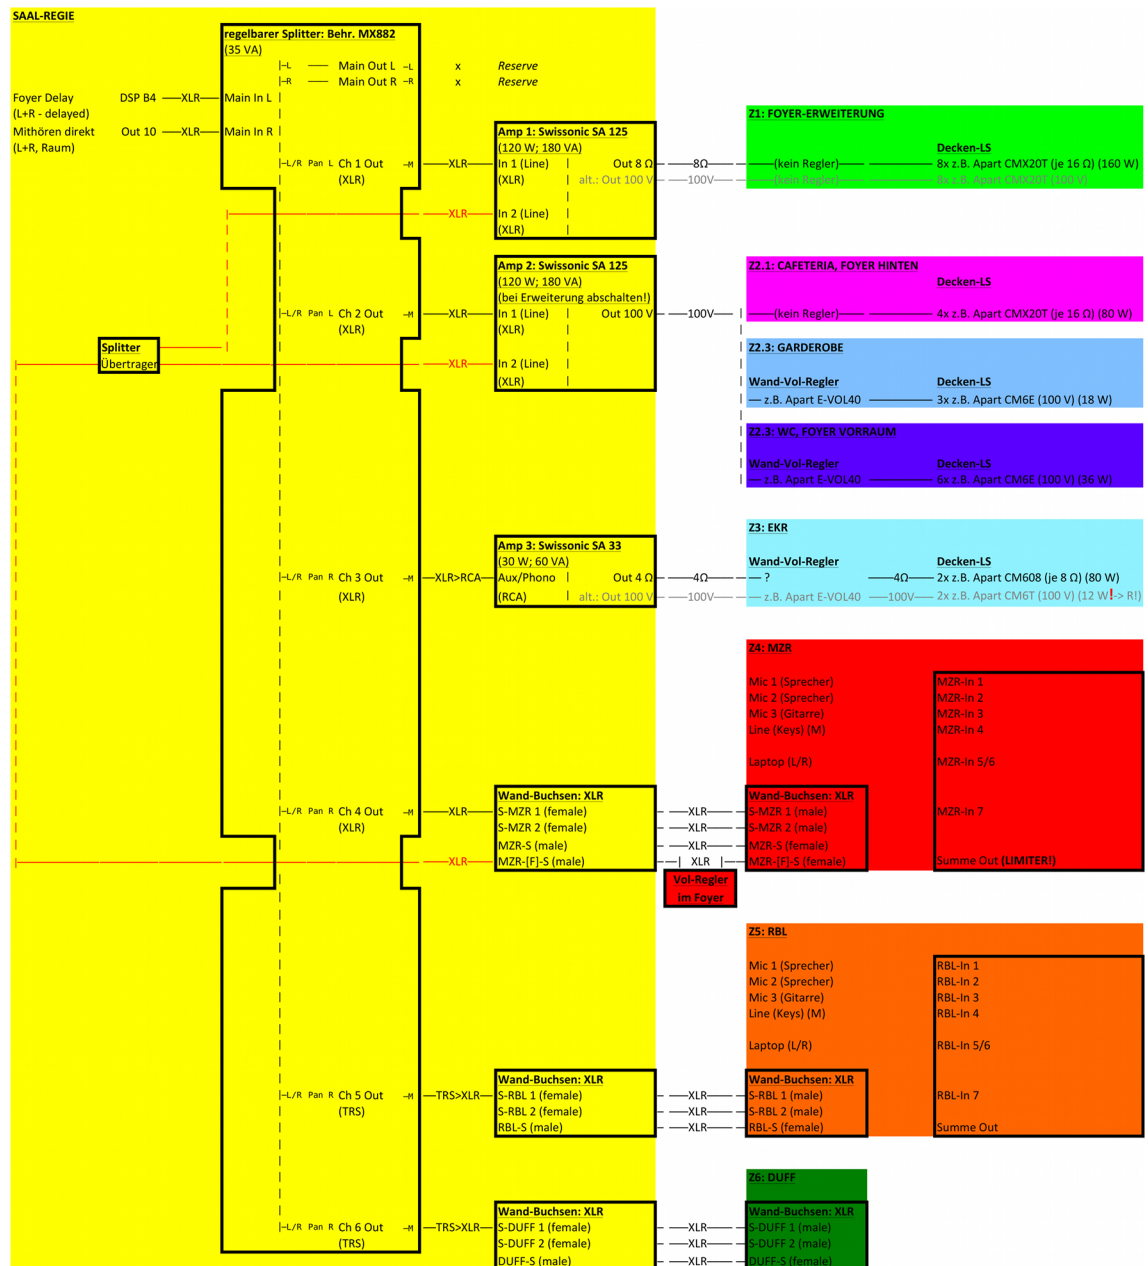 SAAL-REGIE
regelbarer Splitter: Behr. MX882
(35 VA)
L Main Out L L x Reserve
R Main Out R R x Reserve
Foyer Delay DSP B4 XLR Main In L
(L+R - delayed)
Mithören direkt Out 10 XLR Main In R
(L+R, Raum)
Amp 1: Swissonic SA 125
(120 W; 180 VA)
L/R Pan L Ch 1 Out M XLR In 1 (Line) Out 8 Ω 8Ω
(XLR) (XLR) alt.: Out 100 V 100V
XLR In 2 (Line)
(XLR)
Z1: FOYER-ERWEITERUNG
Decken-LS
(kein Regler) 8x z.B. Apart CMX20T (je 16 Ω) (160 W)
(kein Regler) 8x z.B. Apart CMX20T (100 V)
Amp 2: Swissonic SA 125
(120 W; 180 VA)
(bei Erweiterung abschalten!)
L/R Pan L Ch 2 Out M XLR In 1 (Line) Out 100 V 100V
(XLR) (XLR)
Splitter
Übertrager XLR In 2 (Line)
(XLR)
Z2.1: CAFETERIA, FOYER HINTEN
Decken-LS
(kein Regler) 4x z.B. Apart CMX20T (je 16 Ω) (80 W)
Z2.3: GARDEROBE
Wand-Vol-Regler Decken-LS
z.B. Apart E-VOL40 3x z.B. Apart CM6E (100 V) (18 W)
Z2.3: WC, FOYER VORRAUM
Wand-Vol-Regler Decken-LS
z.B. Apart E-VOL40 6x z.B. Apart CM6E (100 V) (36 W)
Amp 3: Swissonic SA 33
(30 W; 60 VA)
L/R Pan R Ch 3 Out M XLR>RCA Aux/Phono Out 4 Ω 4Ω
(XLR) (RCA) alt.: Out 100 V 100V
Z3: EKR
Wand-Vol-Regler Decken-LS
? 4Ω 2x z.B. Apart CM608 (je 8 Ω) (80 W)
z.B. Apart E-VOL40 100V 2x z.B. Apart CM6T (100 V) (12 W!-> R!)
Z4: MZR
Mic 1 (Sprecher) MZR-In 1
Mic 2 (Sprecher) MZR-In 2
Mic 3 (Gitarre) MZR-In 3
Line (Keys) (M) MZR-In 4
Laptop (L/R) MZR-In 5/6
Wand-Buchsen: XLR Wand-Buchsen: XLR
L/R Pan R Ch 4 Out M XLR S-MZR 1 (female) XLR S-MZR 1 (male) MZR-In 7
(XLR) S-MZR 2 (female) XLR S-MZR 2 (male)
MZR-S (male) XLR MZR-S (female)
XLR MZR-[F]-S (male) XLR MZR-[F]-S (female) Summe Out (LIMITER!)
Vol-Regler
Im Foyer
Z5: RBL
Mic 1 (Sprecher) RBL-In 1
Mic 2 (Sprecher) RBL-In 2
Mic 3 (Gitarre) RBL-In 3
Line (Keys) (M) RBL-In 4
Laptop (L/R) RBL-In 5/6
Wand-Buchsen: XLR Wand-Buchsen: XLR
L/R Pan R Ch 5 Out M TRS>XLR S-RBL 1 (female) XLR S-RBL 1 (male) RBL-In 7
(TRS) S-RBL 2 (female) XLR S-RBL 2 (male)
RBL-S (male) XLR RBL-S (female) Summe Out
Z6: DUFF
Wand-Buchsen: XLR Wand-Buchsen: XLR
L/R Pan R Ch 6 Out M TRS>XLR S-DUFF 1 (female) XLR S-DUFF 1 (male)
(TRS) S-DUFF 2 (female) XLR S-DUFF 2 (male)
DUFF-S (male) XLR DUFF-S (female)